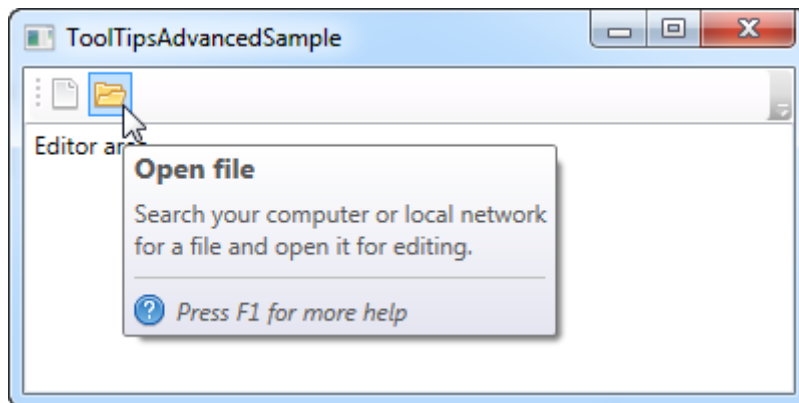 ToolTipsAdvancedSample
Editor
Open file
Search your computer or local network
for a file and open it for editing.
Press F1 for more help